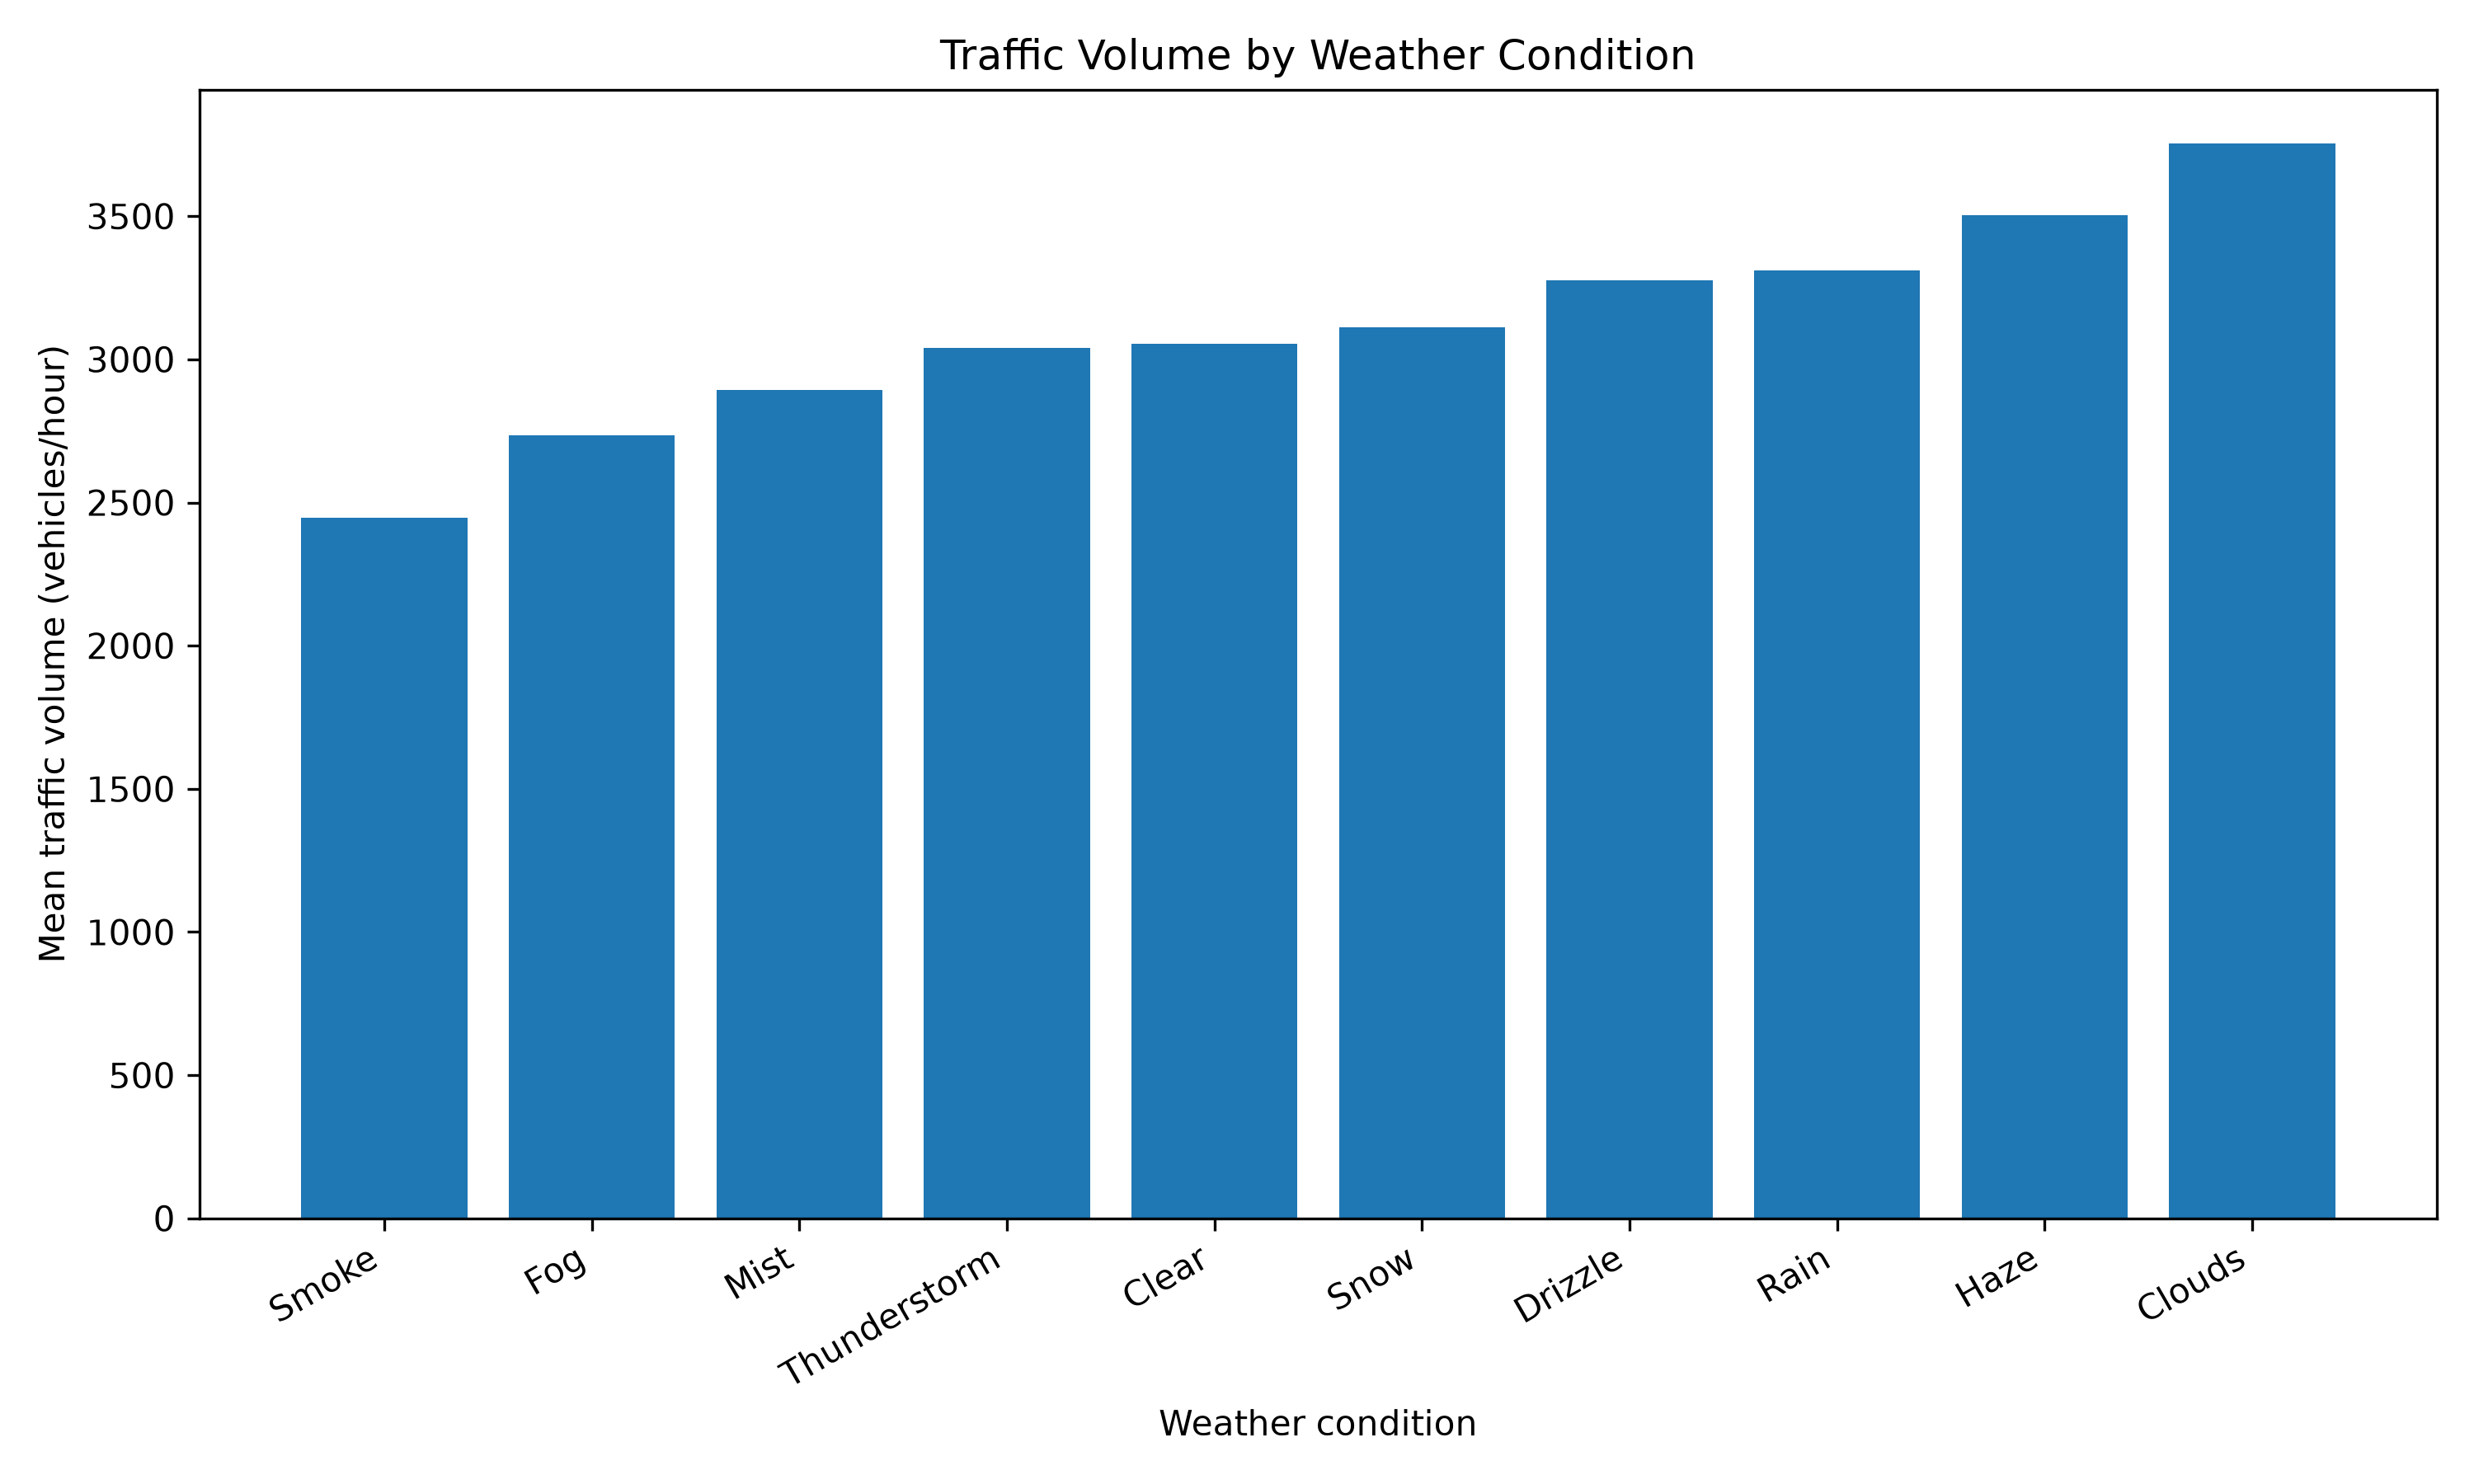 Traffic Volume by Weather Condition
Mean traffic volume (vehicles/hour)
3500
3000
2500
2000
1500
1000
500
0
Smoke
Fog
Mist
Thunderstorm
Clear
Snow
Drizzle
Rain
Haze
Clouds
Weather condition